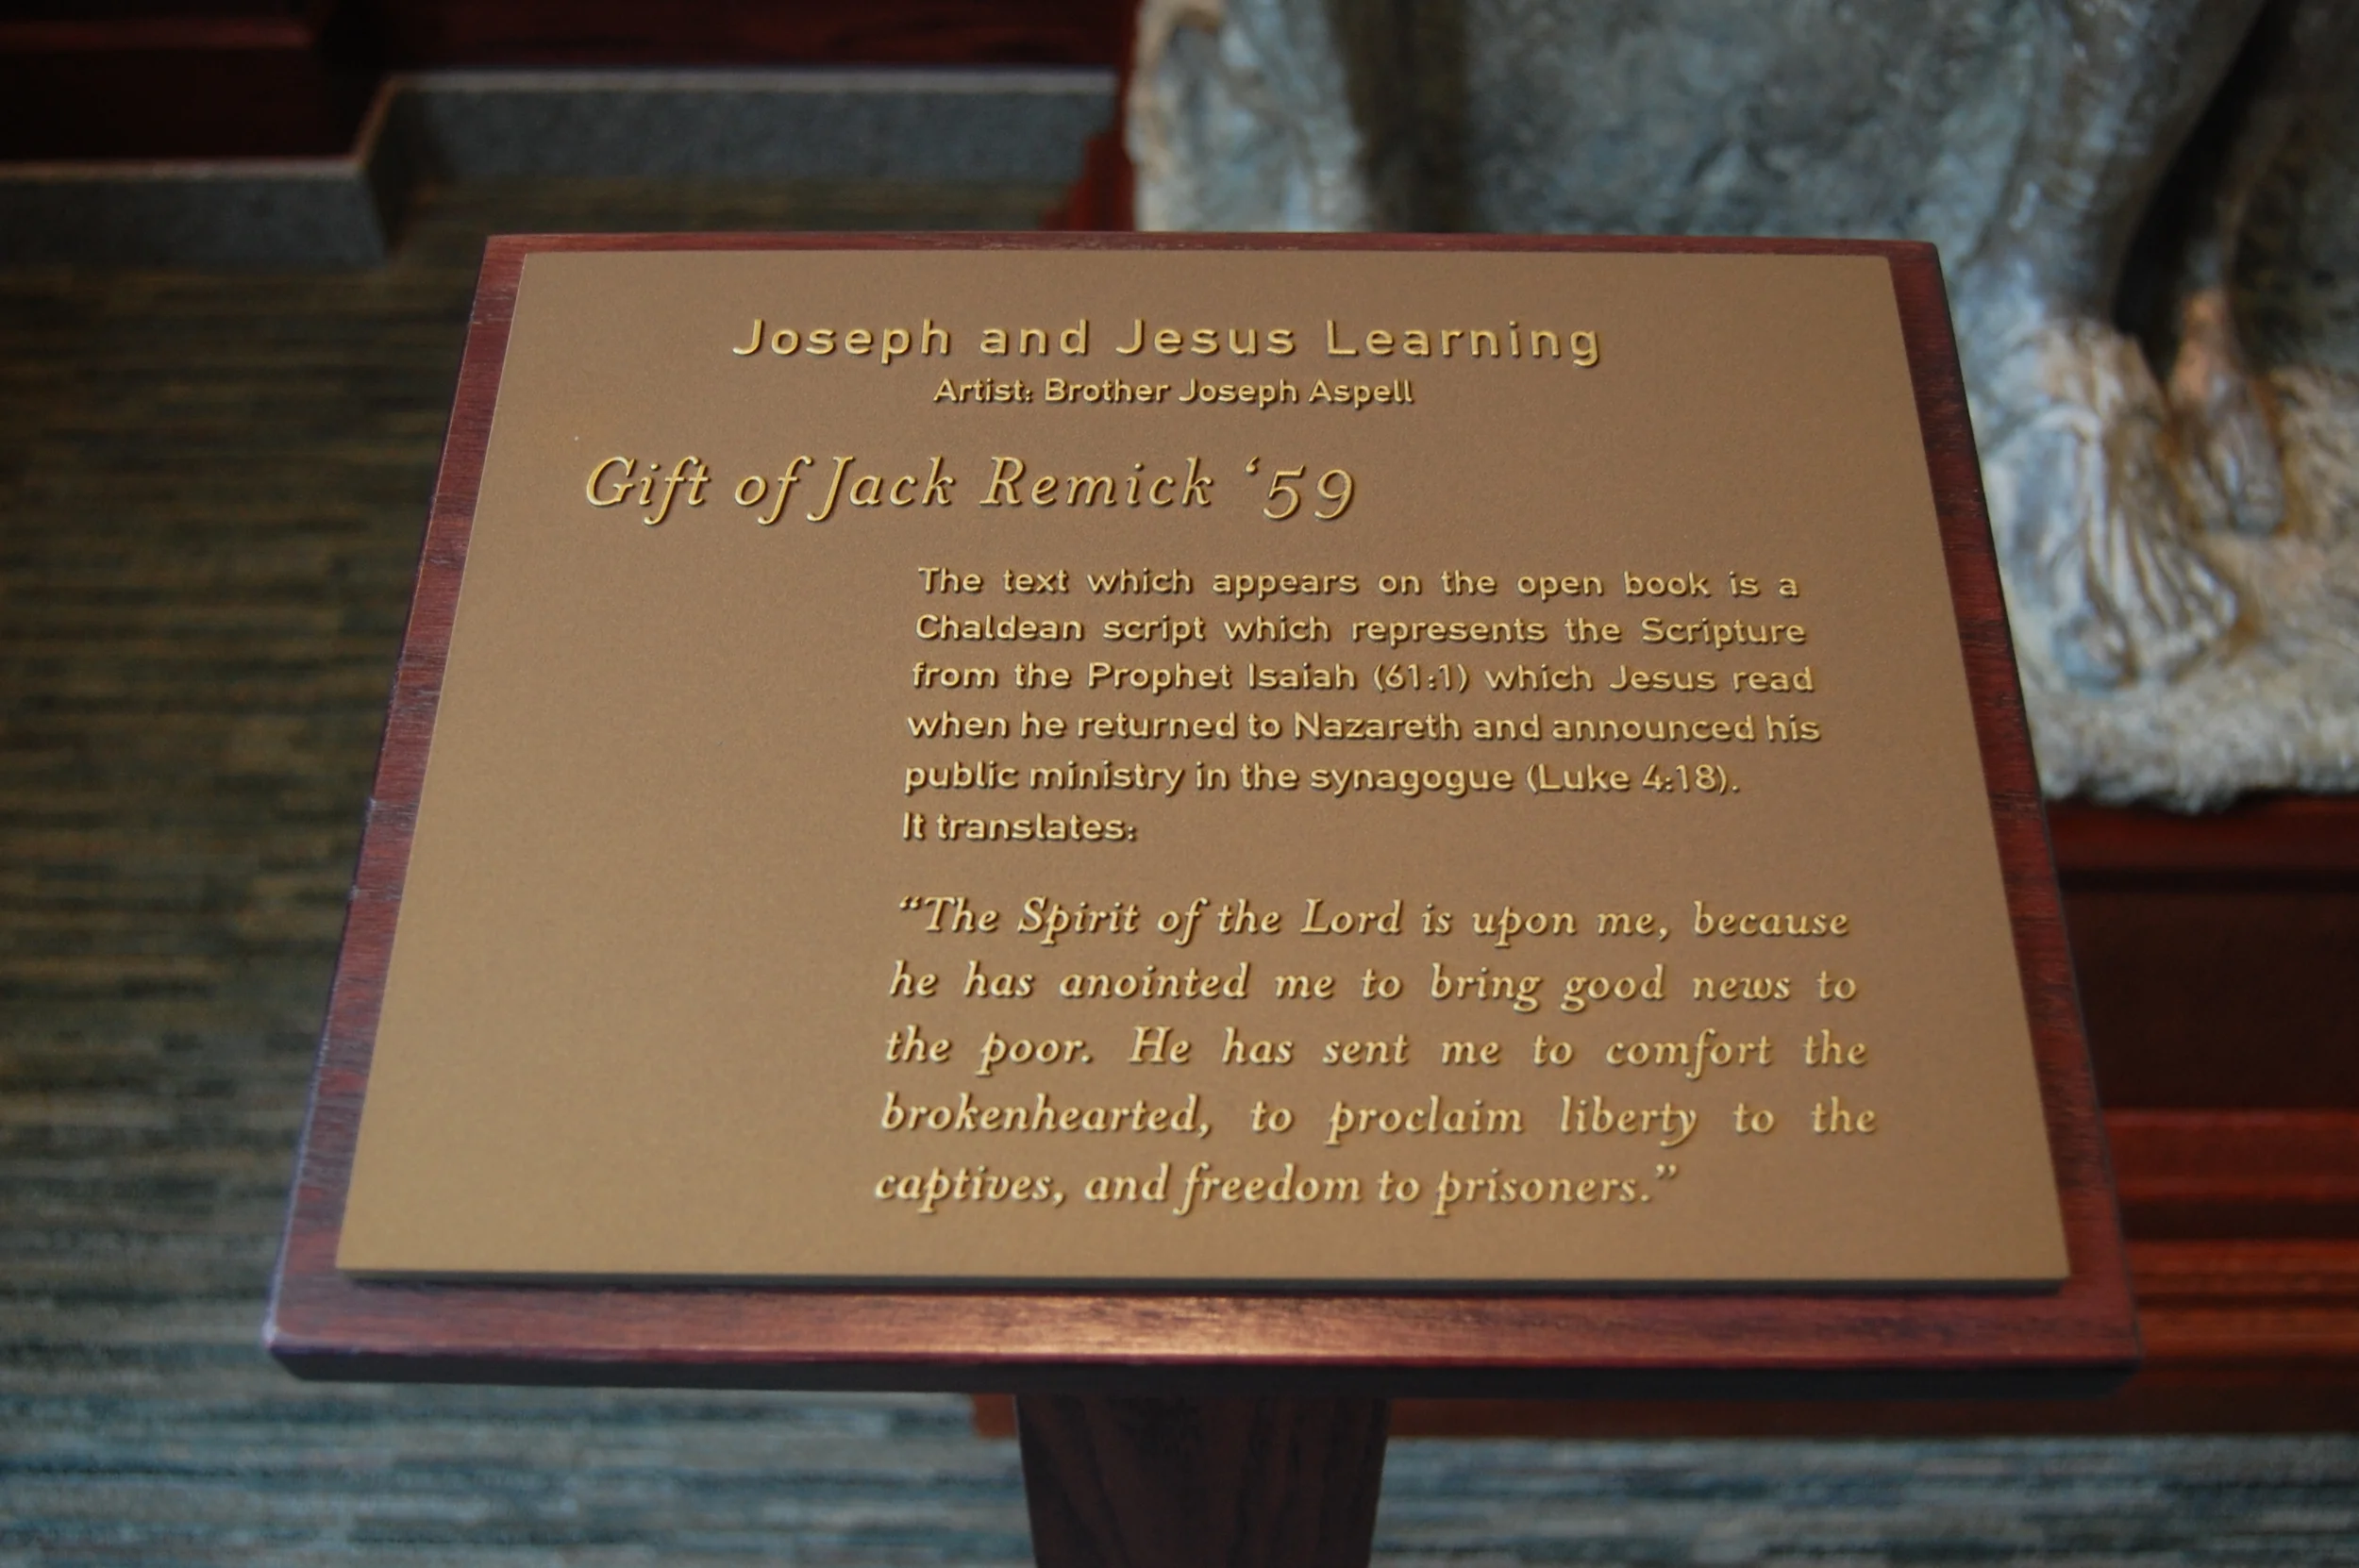 Joseph and Jesus Learning
Artist: Brother Joseph Aspell
Gift of Jack Remick ‘59
The text which appears on the open book is a
Chaldean script which represents the Scripture
from the Prophet Isaiah (61:1) which Jesus read
when he returned to Nazareth and announced his
public ministry in the synagogue (Luke 4:18).
It translates:
“The Spirit of the Lord is upon me, because
he has anointed me to bring good news to
the poor. He has sent me to comfort the
brokenhearted, to proclaim liberty to the
captives, and freedom to prisoners.”